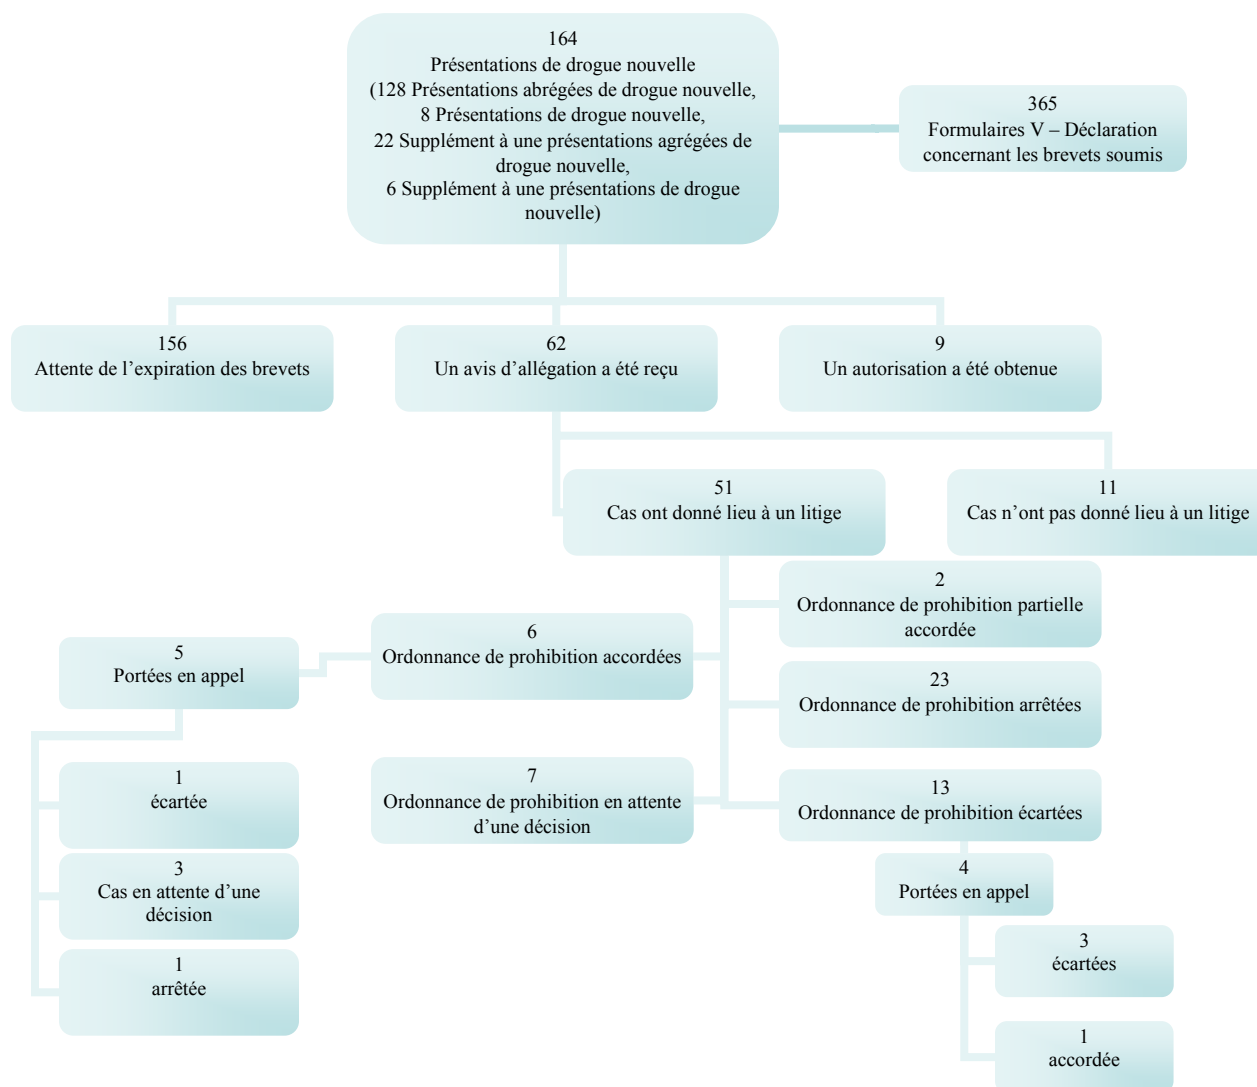 164
Présentations de drogue nouvelle
(128 Présentations abrégées de drogue nouvelle,
8 Présentations de drogue nouvelle,
22 Supplément à une présentations agrégées de
drogue nouvelle,
6 Supplément à une présentations de drogue
nouvelle)
365
Formulaires V – Déclaration
concernant les brevets soumis
156
Attente de l’expiration des brevets
62
Un avis d’allégation a été reçu
9
Un autorisation a été obtenue
51
Cas ont donné lieu à un litige
11
Cas n’ont pas donné lieu à un litige
2
Ordonnance de prohibition partielle
accordée
6
Ordonnance de prohibition accordées
5
Portées en appel
23
Ordonnance de prohibition arrêtées
7
Ordonnance de prohibition en attente
d’une décision
13
Ordonnance de prohibition écartées
1
écartée
3
Cas en attente d’une
décision
1
arrêtée
4
Portées en appel
3
écartées
1
accordée